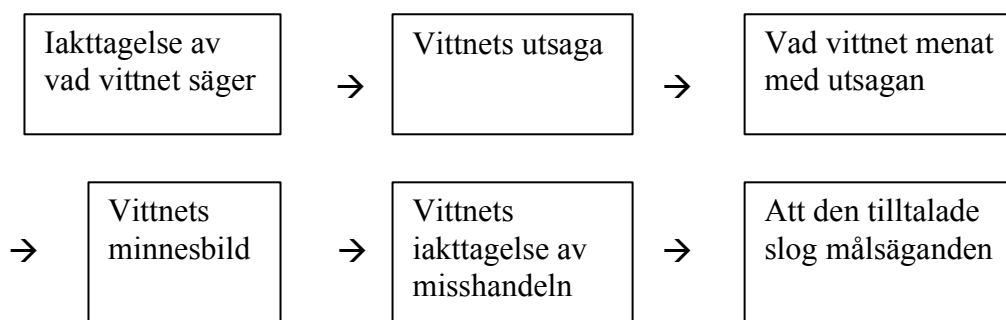 Iakttagelse av
vad vittnet säger
→
Vittnets utsaga
→
Vad vittnet menat
med utsagan
→
Vittnets
minnesbild
→
Vittnets
iakttagelse av
misshandeln
→
Att den tilltalade
slog målsäganden